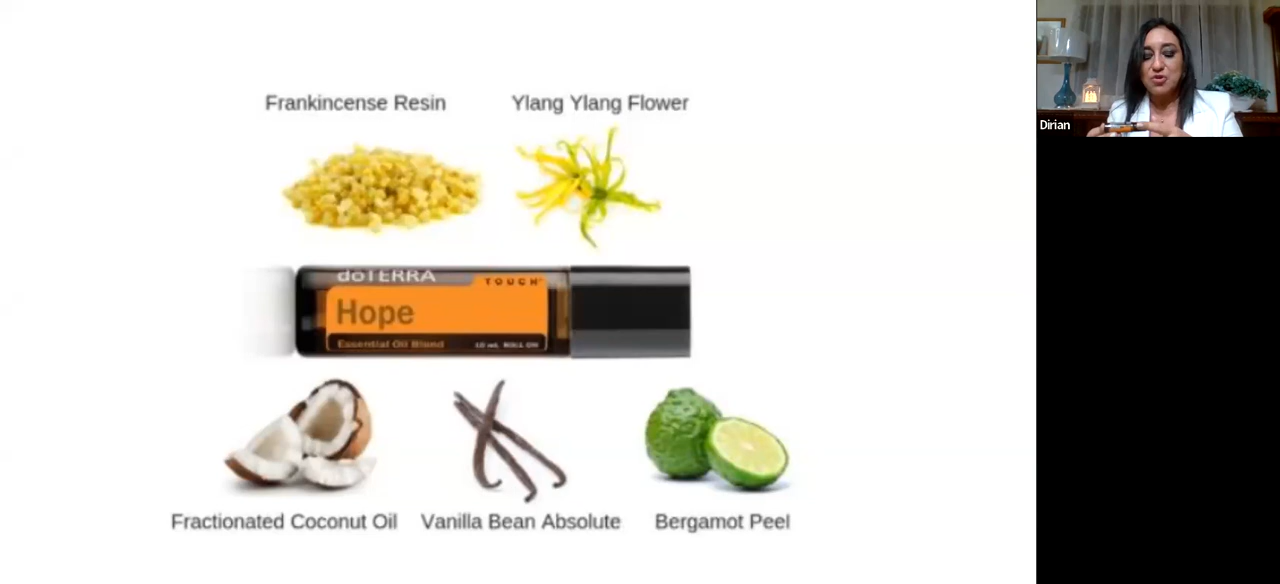 Frankincense Resin
Ylang Ylang Flower
Dirian
dōTERRA
TOUCH
Hope
Essential Oil Blend
10 mL ROLL ON
Fractionated Coconut Oil
Vanilla Bean Absolute
Bergamot Peel